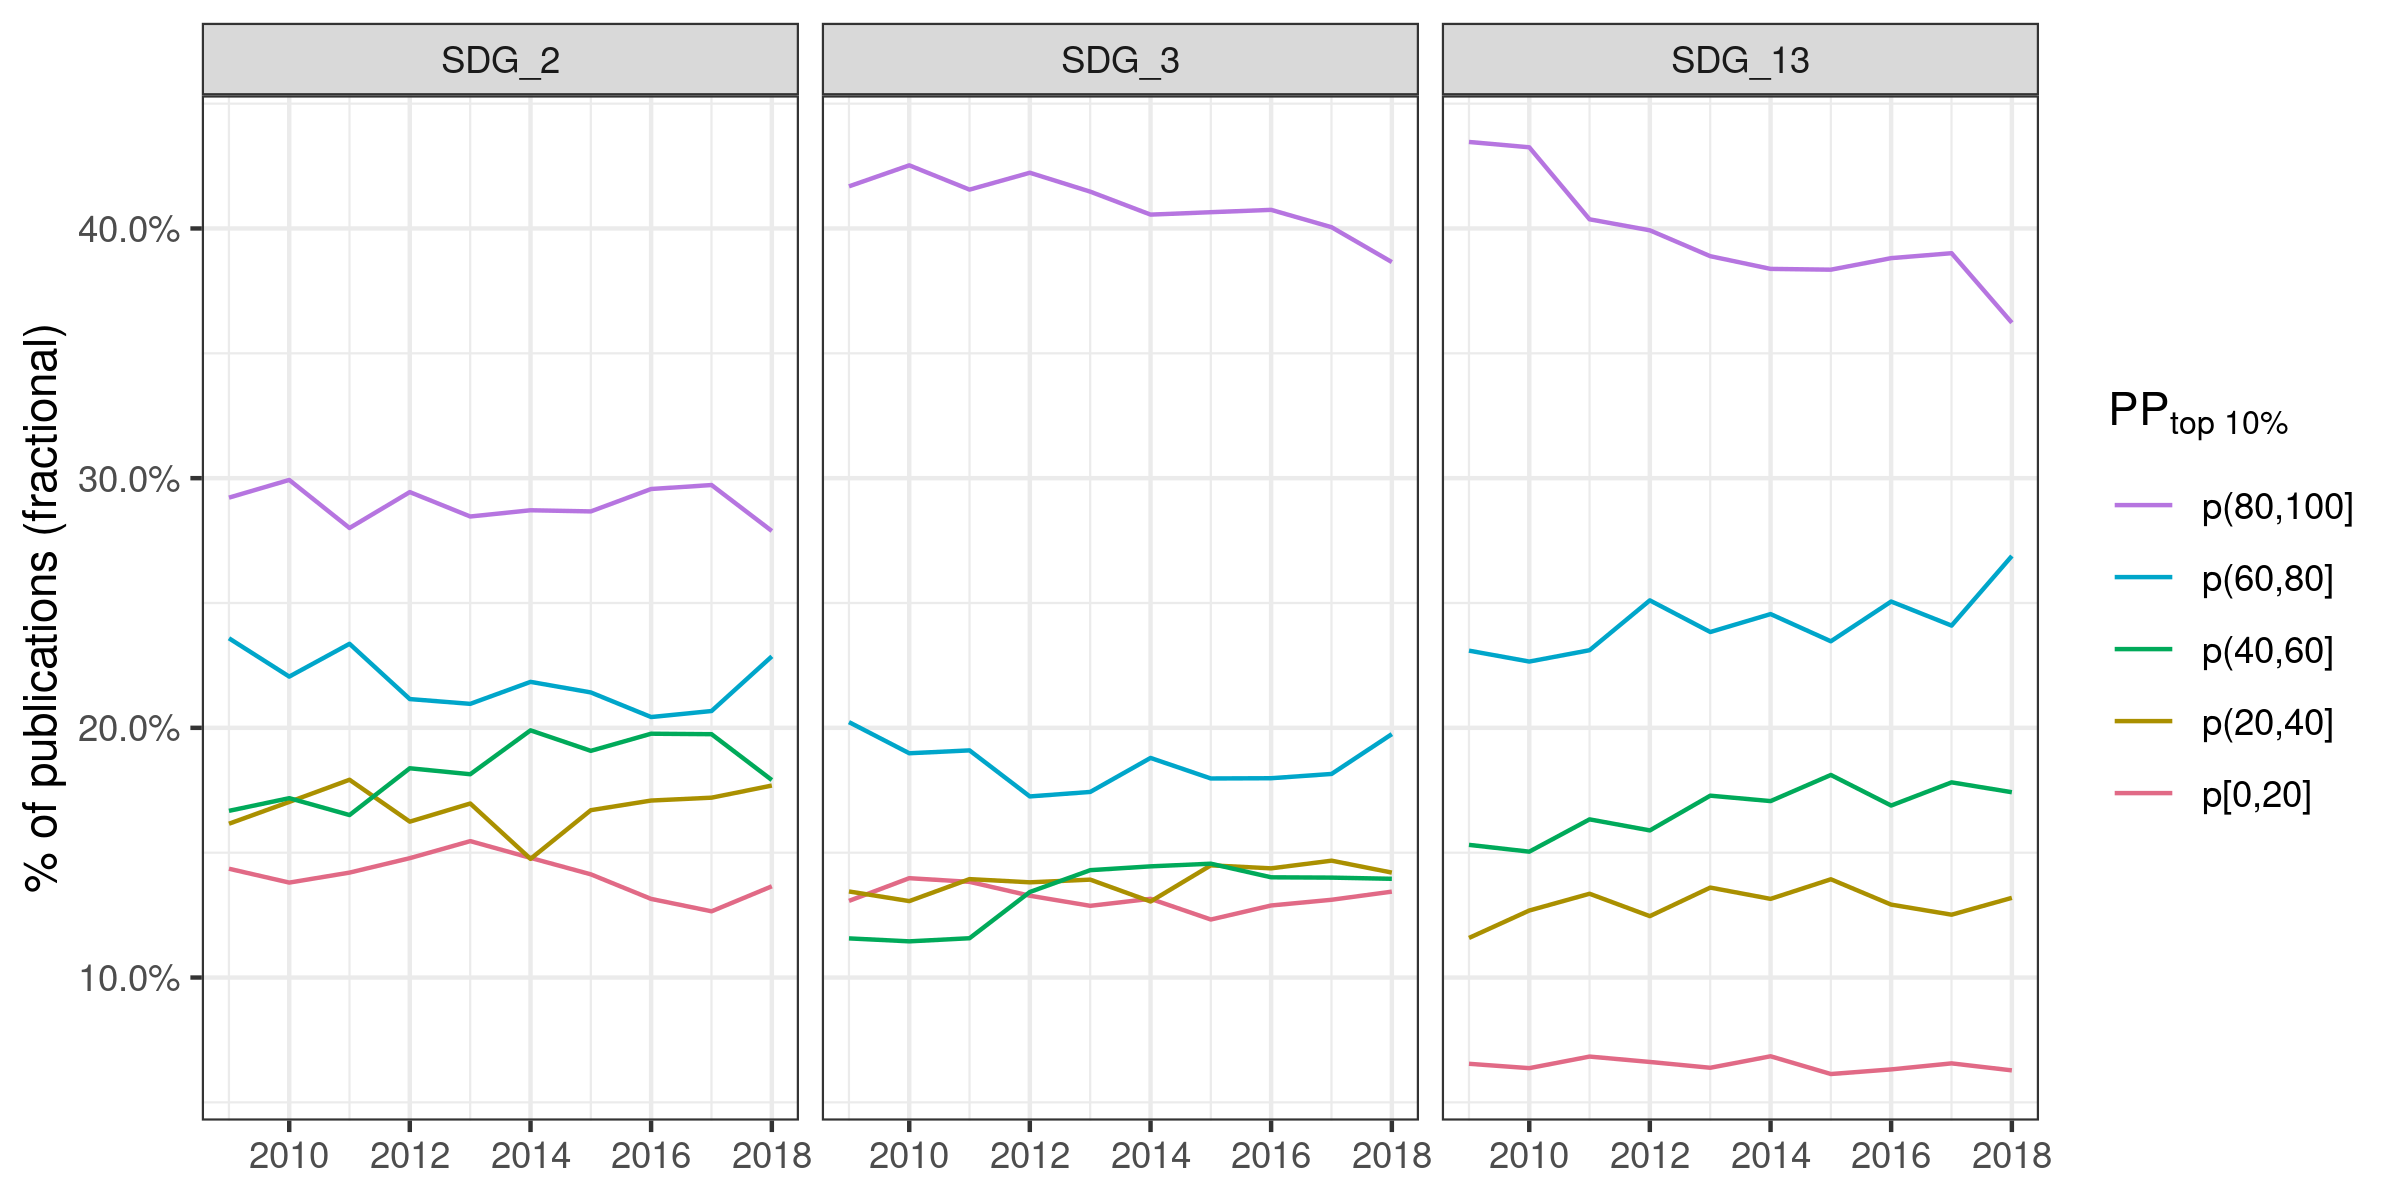 SDG_2
SDG_3
SDG_13
% of publications (fractional)
40.0%
30.0%
20.0%
10.0%
2010 2012 2014 2016 2018
2010 2012 2014 2016 2018
2010 2012 2014 2016 2018
PPtop 10%
p(80,100]
p(60,80]
p(40,60]
p(20,40]
p[0,20]